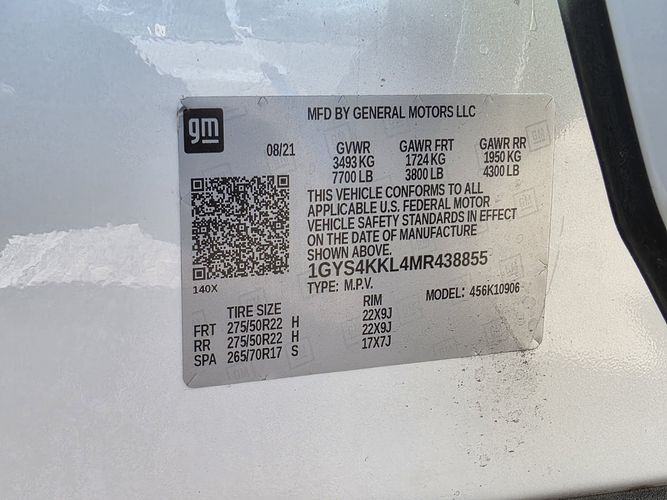 gm
MFD BY GENERAL MOTORS LLC
08/21
GVWR GAWR FRT GAWR RR
3493 KG 1724 KG 1950 KG
7700 LB 3800 LB 4300 LB
THIS VEHICLE CONFORMS TO ALL
APPLICABLE U.S. FEDERAL MOTOR
VEHICLE SAFETY STANDARDS IN EFFECT
ON THE DATE OF MANUFACTURE
SHOWN ABOVE.
140X
1GYS4KKL4MR438855
TYPE: M.P.V. MODEL: 456K10906
TIRE SIZE RIM
FRT 275/50R22 H 22X9J
RR 275/50R22 H 22X9J
SPA 265/70R17 S 17X7J